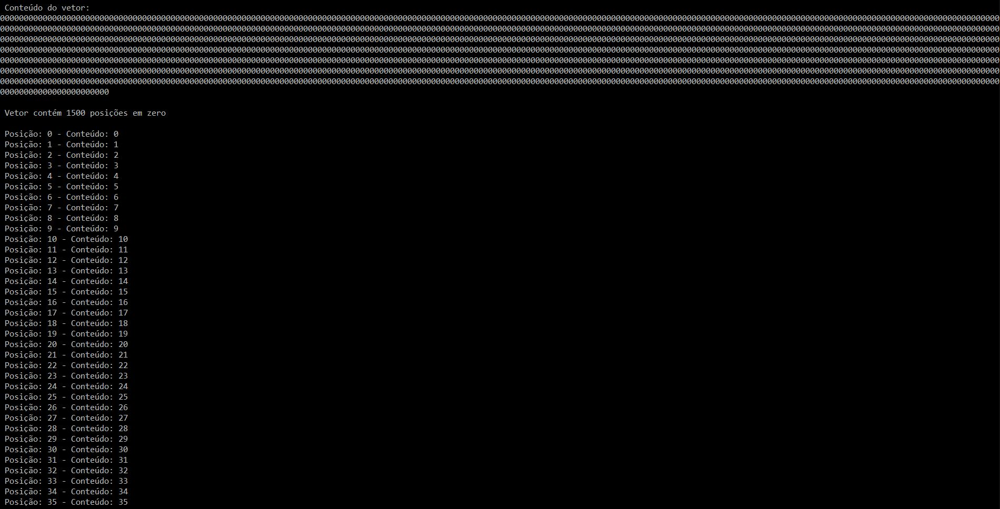 Conteúdo do vetor:
0000000000000000000000000000000000000000000000000000000000000000000000000000000000000000000000000000000000000000000000000000000000000000000000000000000000000000000000000000000000000000000000000000000000000000000
0000000000000000000000000000000000000000000000000000000000000000000000000000000000000000000000000000000000000000000000000000000000000000000000000000000000000000000000000000000000000000000000000000000000000000000
0000000000000000000000000000000000000000000000000000000000000000000000000000000000000000000000000000000000000000000000000000000000000000000000000000000000000000000000000000000000000000000000000000000000000000000
0000000000000000000000000000000000000000000000000000000000000000000000000000000000000000000000000000000000000000000000000000000000000000000000000000000000000000000000000000000000000000000000000000000000000000000
0000000000000000000000000000000000000000000000000000000000000000000000000000000000000000000000000000000000000000000000000000000000000000000000000000000000000000000000000000000000000000000000000000000000000000000
0000000000000000000000000000000000000000000000000000000000000000000000000000000000000000000000000000000000000000000000000000000000000000000000000000000000000000000000000000000000000000000000000000000000000000000
0000000000000000000000000000000000000000000000000000000000000000000000000000000000000000000000000000000000000000000000000000000000000000000000000000000000000000000000000000000000000000000000000000000000000000000
00000000000000000000000
Vetor contém 1500 posições em zero
Posição: 0 - Conteúdo: 0
Posição: 1 - Conteúdo: 1
Posição: 2 - Conteúdo: 2
Posição: 3 - Conteúdo: 3
Posição: 4 - Conteúdo: 4
Posição: 5 - Conteúdo: 5
Posição: 6 - Conteúdo: 6
Posição: 7 - Conteúdo: 7
Posição: 8 - Conteúdo: 8
Posição: 9 - Conteúdo: 9
Posição: 10 - Conteúdo: 10
Posição: 11 - Conteúdo: 11
Posição: 12 - Conteúdo: 12
Posição: 13 - Conteúdo: 13
Posição: 14 - Conteúdo: 14
Posição: 15 - Conteúdo: 15
Posição: 16 - Conteúdo: 16
Posição: 17 - Conteúdo: 17
Posição: 18 - Conteúdo: 18
Posição: 19 - Conteúdo: 19
Posição: 20 - Conteúdo: 20
Posição: 21 - Conteúdo: 21
Posição: 22 - Conteúdo: 22
Posição: 23 - Conteúdo: 23
Posição: 24 - Conteúdo: 24
Posição: 25 - Conteúdo: 25
Posição: 26 - Conteúdo: 26
Posição: 27 - Conteúdo: 27
Posição: 28 - Conteúdo: 28
Posição: 29 - Conteúdo: 29
Posição: 30 - Conteúdo: 30
Posição: 31 - Conteúdo: 31
Posição: 32 - Conteúdo: 32
Posição: 33 - Conteúdo: 33
Posição: 34 - Conteúdo: 34
Posição: 35 - Conteúdo: 35